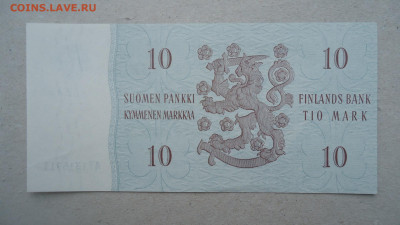 COINS.LAVE.RU
10 10
SUOMEN PANKKI FINLANDS BANK
KYMMENEN MARKKAA TIO MARK
10 10